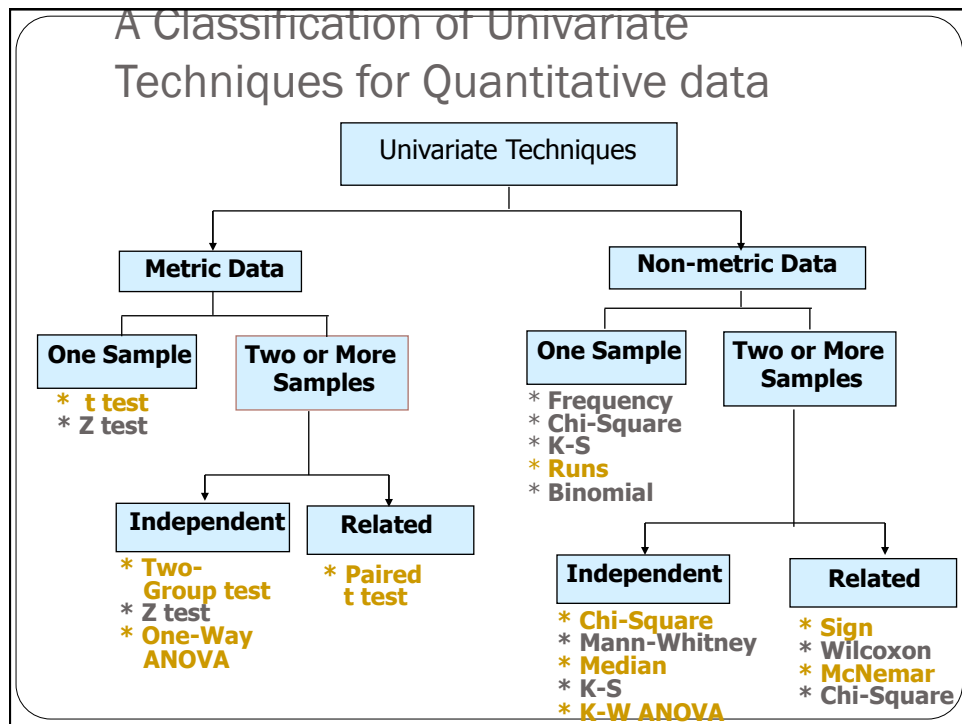 A Classification of Univariate
Techniques for Quantitative data
Univariate Techniques
Metric Data
Non-metric Data
One Sample
* t test
* Z test
Two or More
Samples
One Sample
* Frequency
* Chi-Square
* K-S
* Runs
* Binomial
Two or More
Samples
Independent
* Two-
Group test
* Z test
* One-Way
ANOVA
Related
* Paired
t test
Independent
* Chi-Square
* Mann-Whitney
* Median
* K-S
* K-W ANOVA
Related
* Sign
* Wilcoxon
* McNemar
* Chi-Square